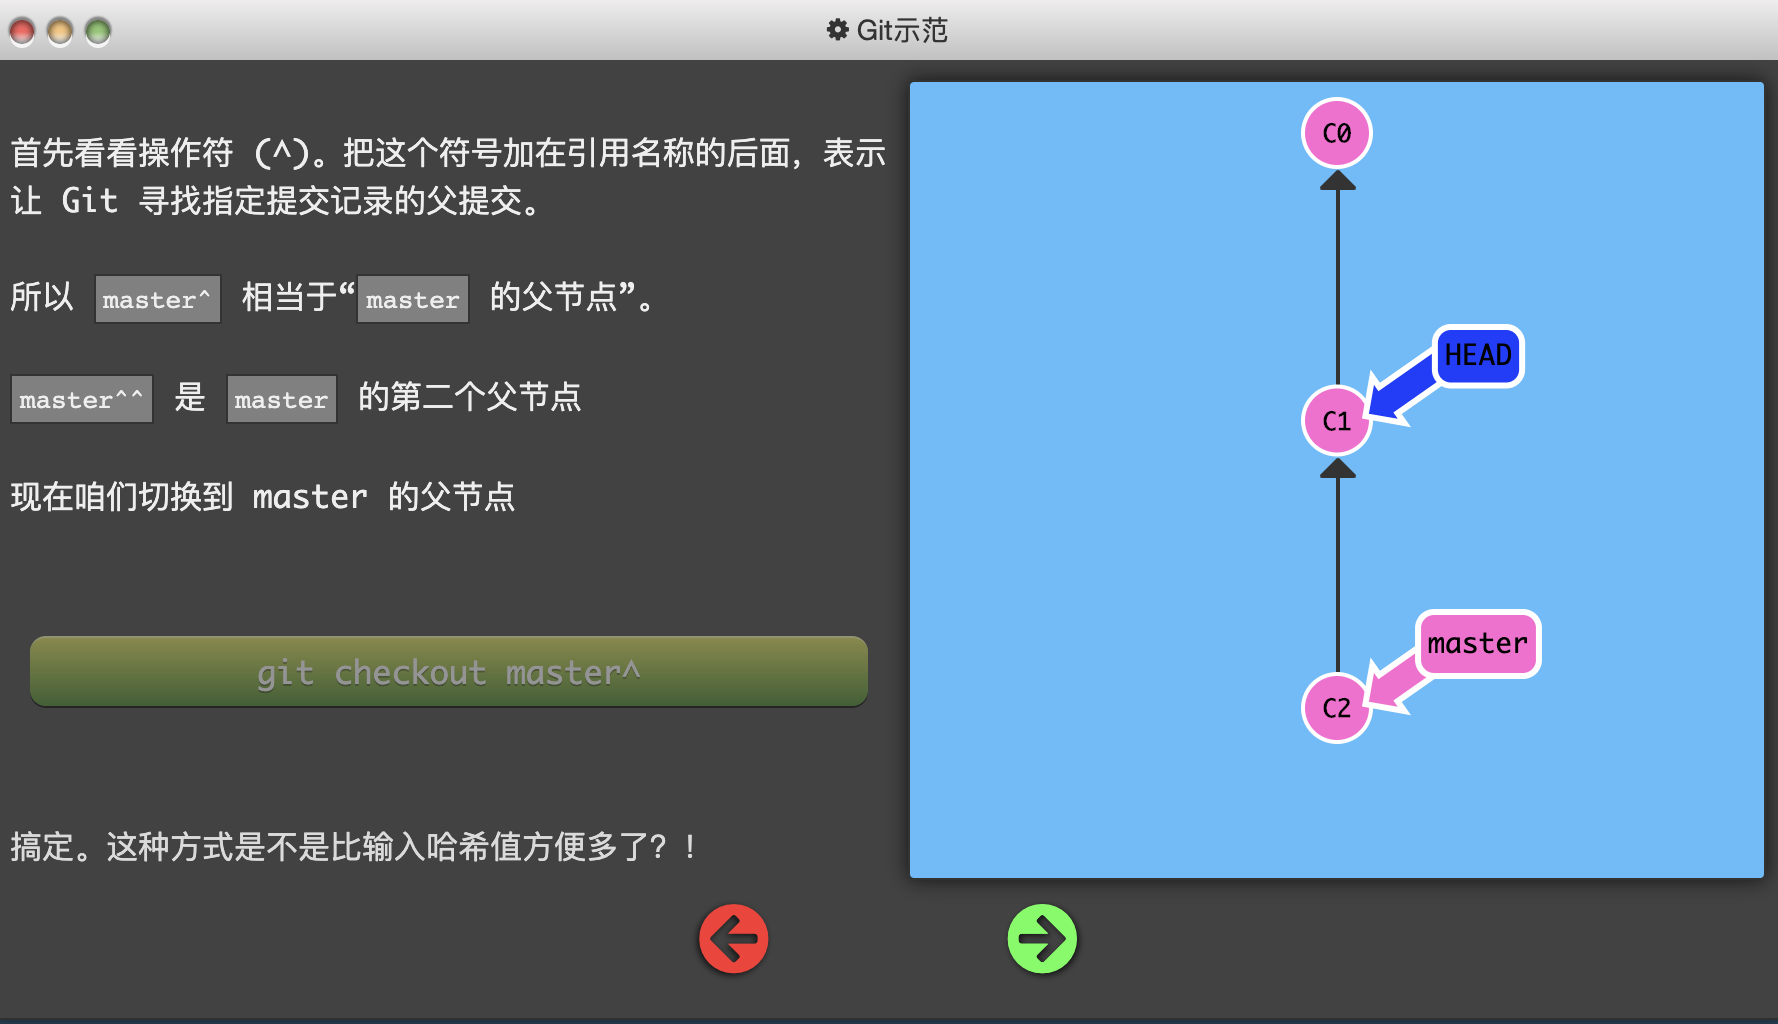 Git示范
首先看看操作符 (^)。把这个符号加在引用名称的后面，表示
让 Git 寻找指定提交记录的父提交。
所以 master^ 相当于“master 的父节点”。
master^^ 是 master 的第二个父节点
现在咱们切换到 master 的父节点
git checkout master^
搞定。这种方式是不是比输入哈希值方便多了？！
C0
HEAD
C1
master
C2